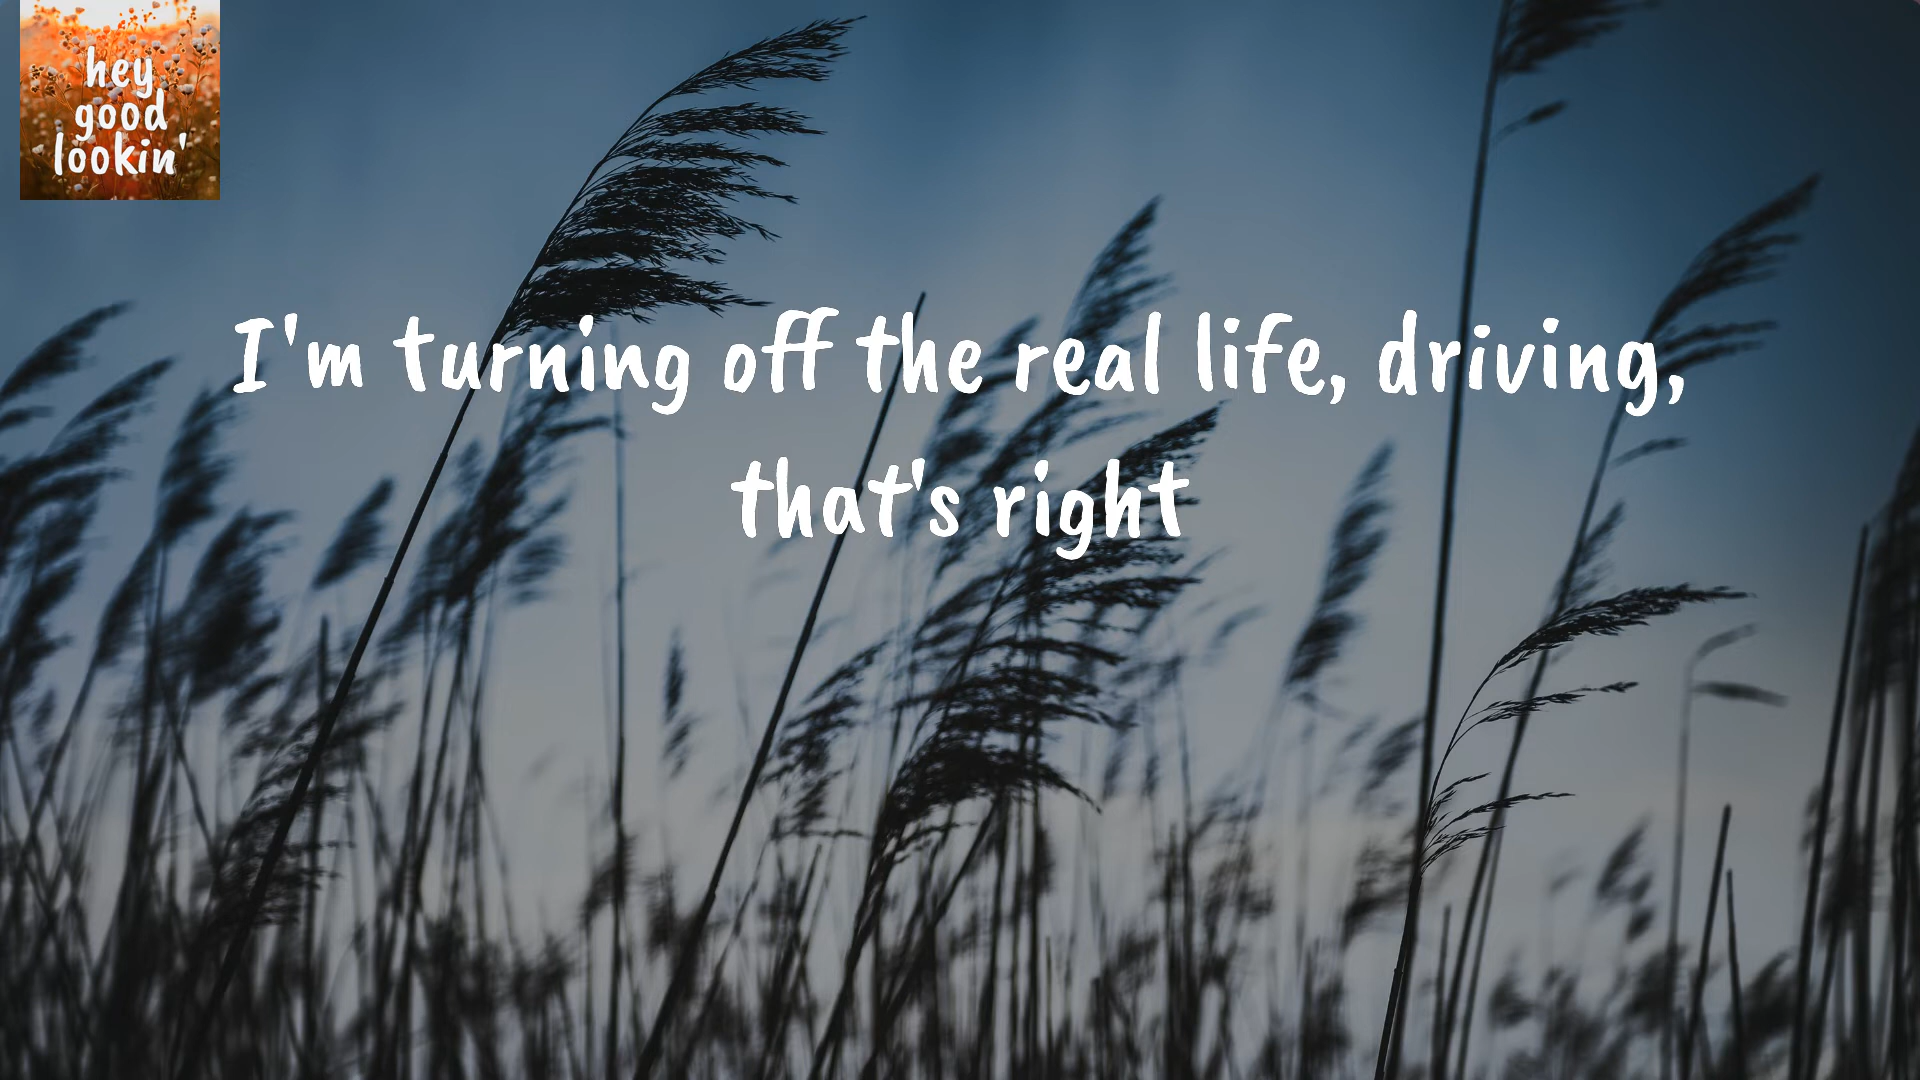 hey
good
lookin'
I'm turning off the real life, driving,
that's right